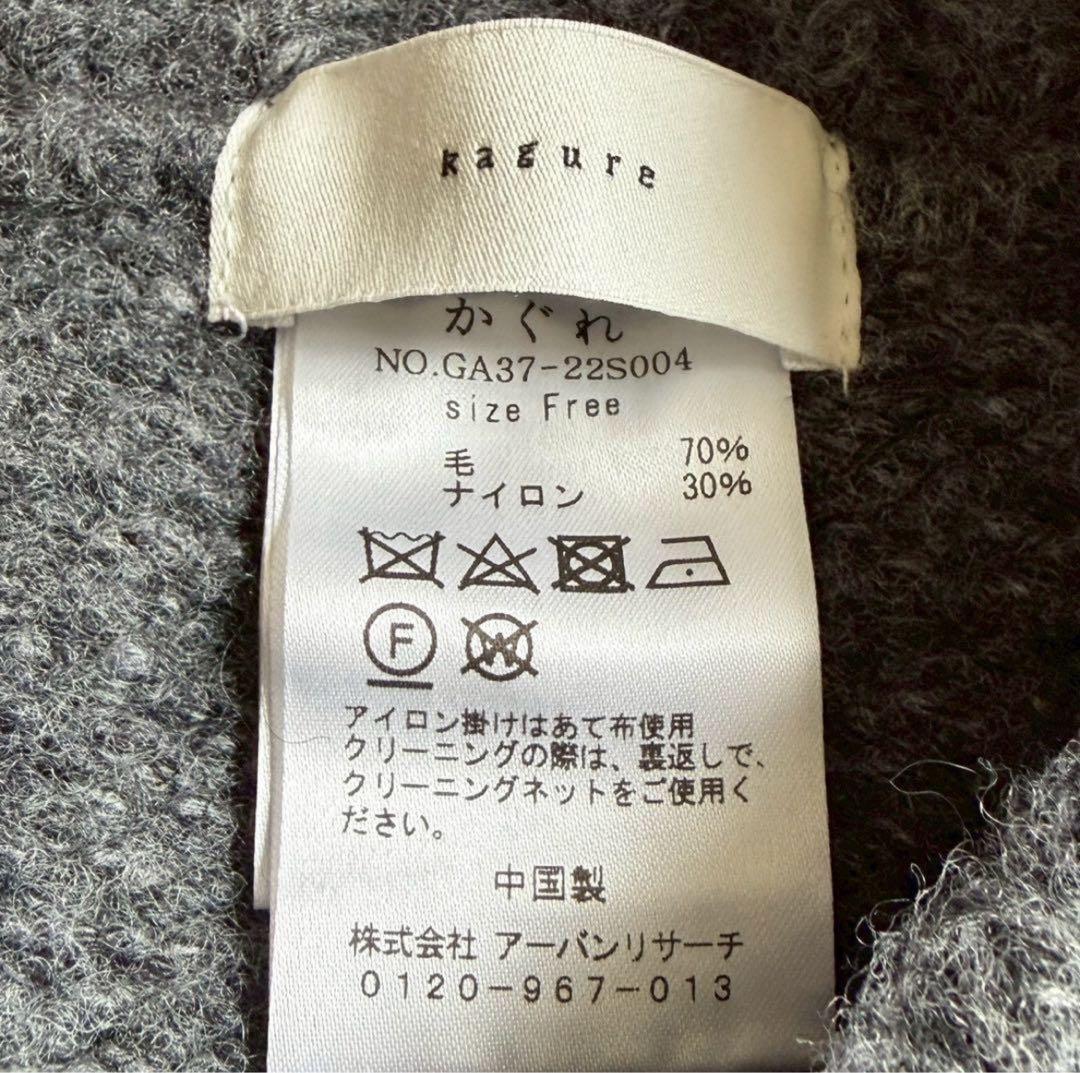 kagure
かぐれ
NO.GA37-22S004
size Free
毛 70%
ナイロン 30%
F W
アイロン掛けはあて布使用
クリーニングの際は、裏返しで、
クリーニングネットをご使用く
ださい。
中国製
株式会社 アーバンリサーチ
0120-967-013